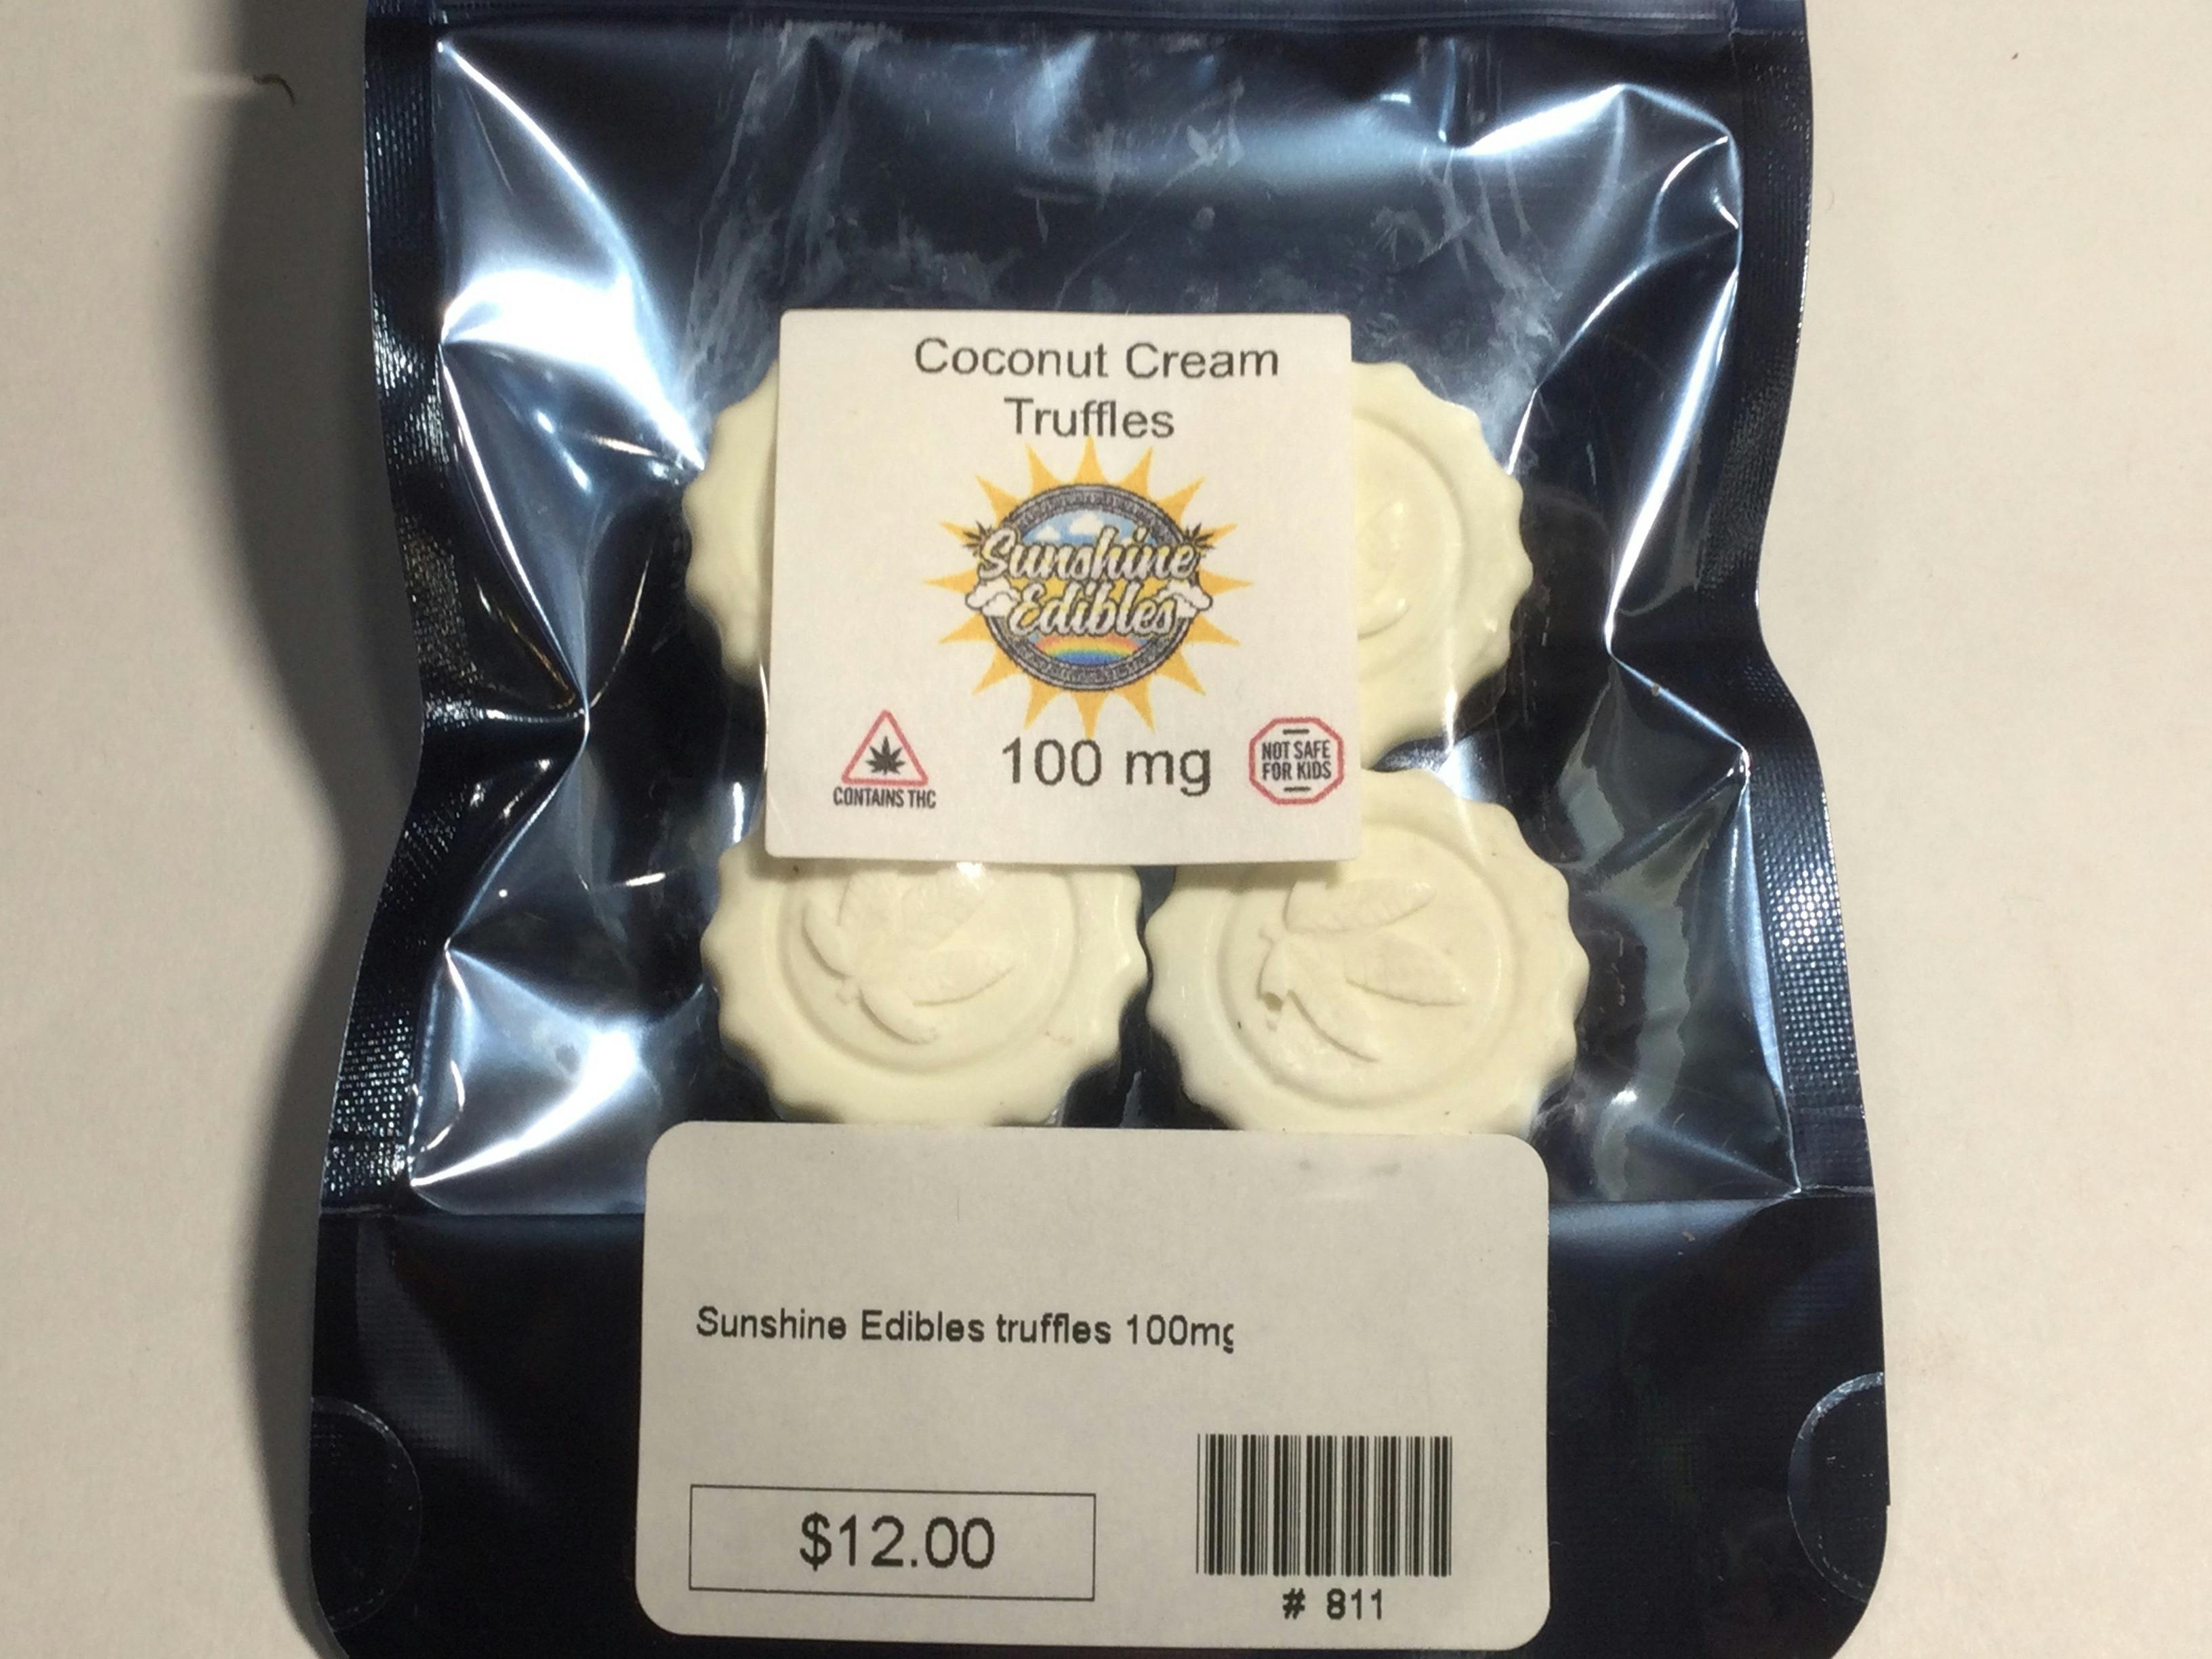 Coconut Cream
Truffles
Sunshine
Edibles
100 mg
CONTAINS THC
NOT SAFE
FOR KIDS
Sunshine Edibles truffles 100mg
$12.00
# 811